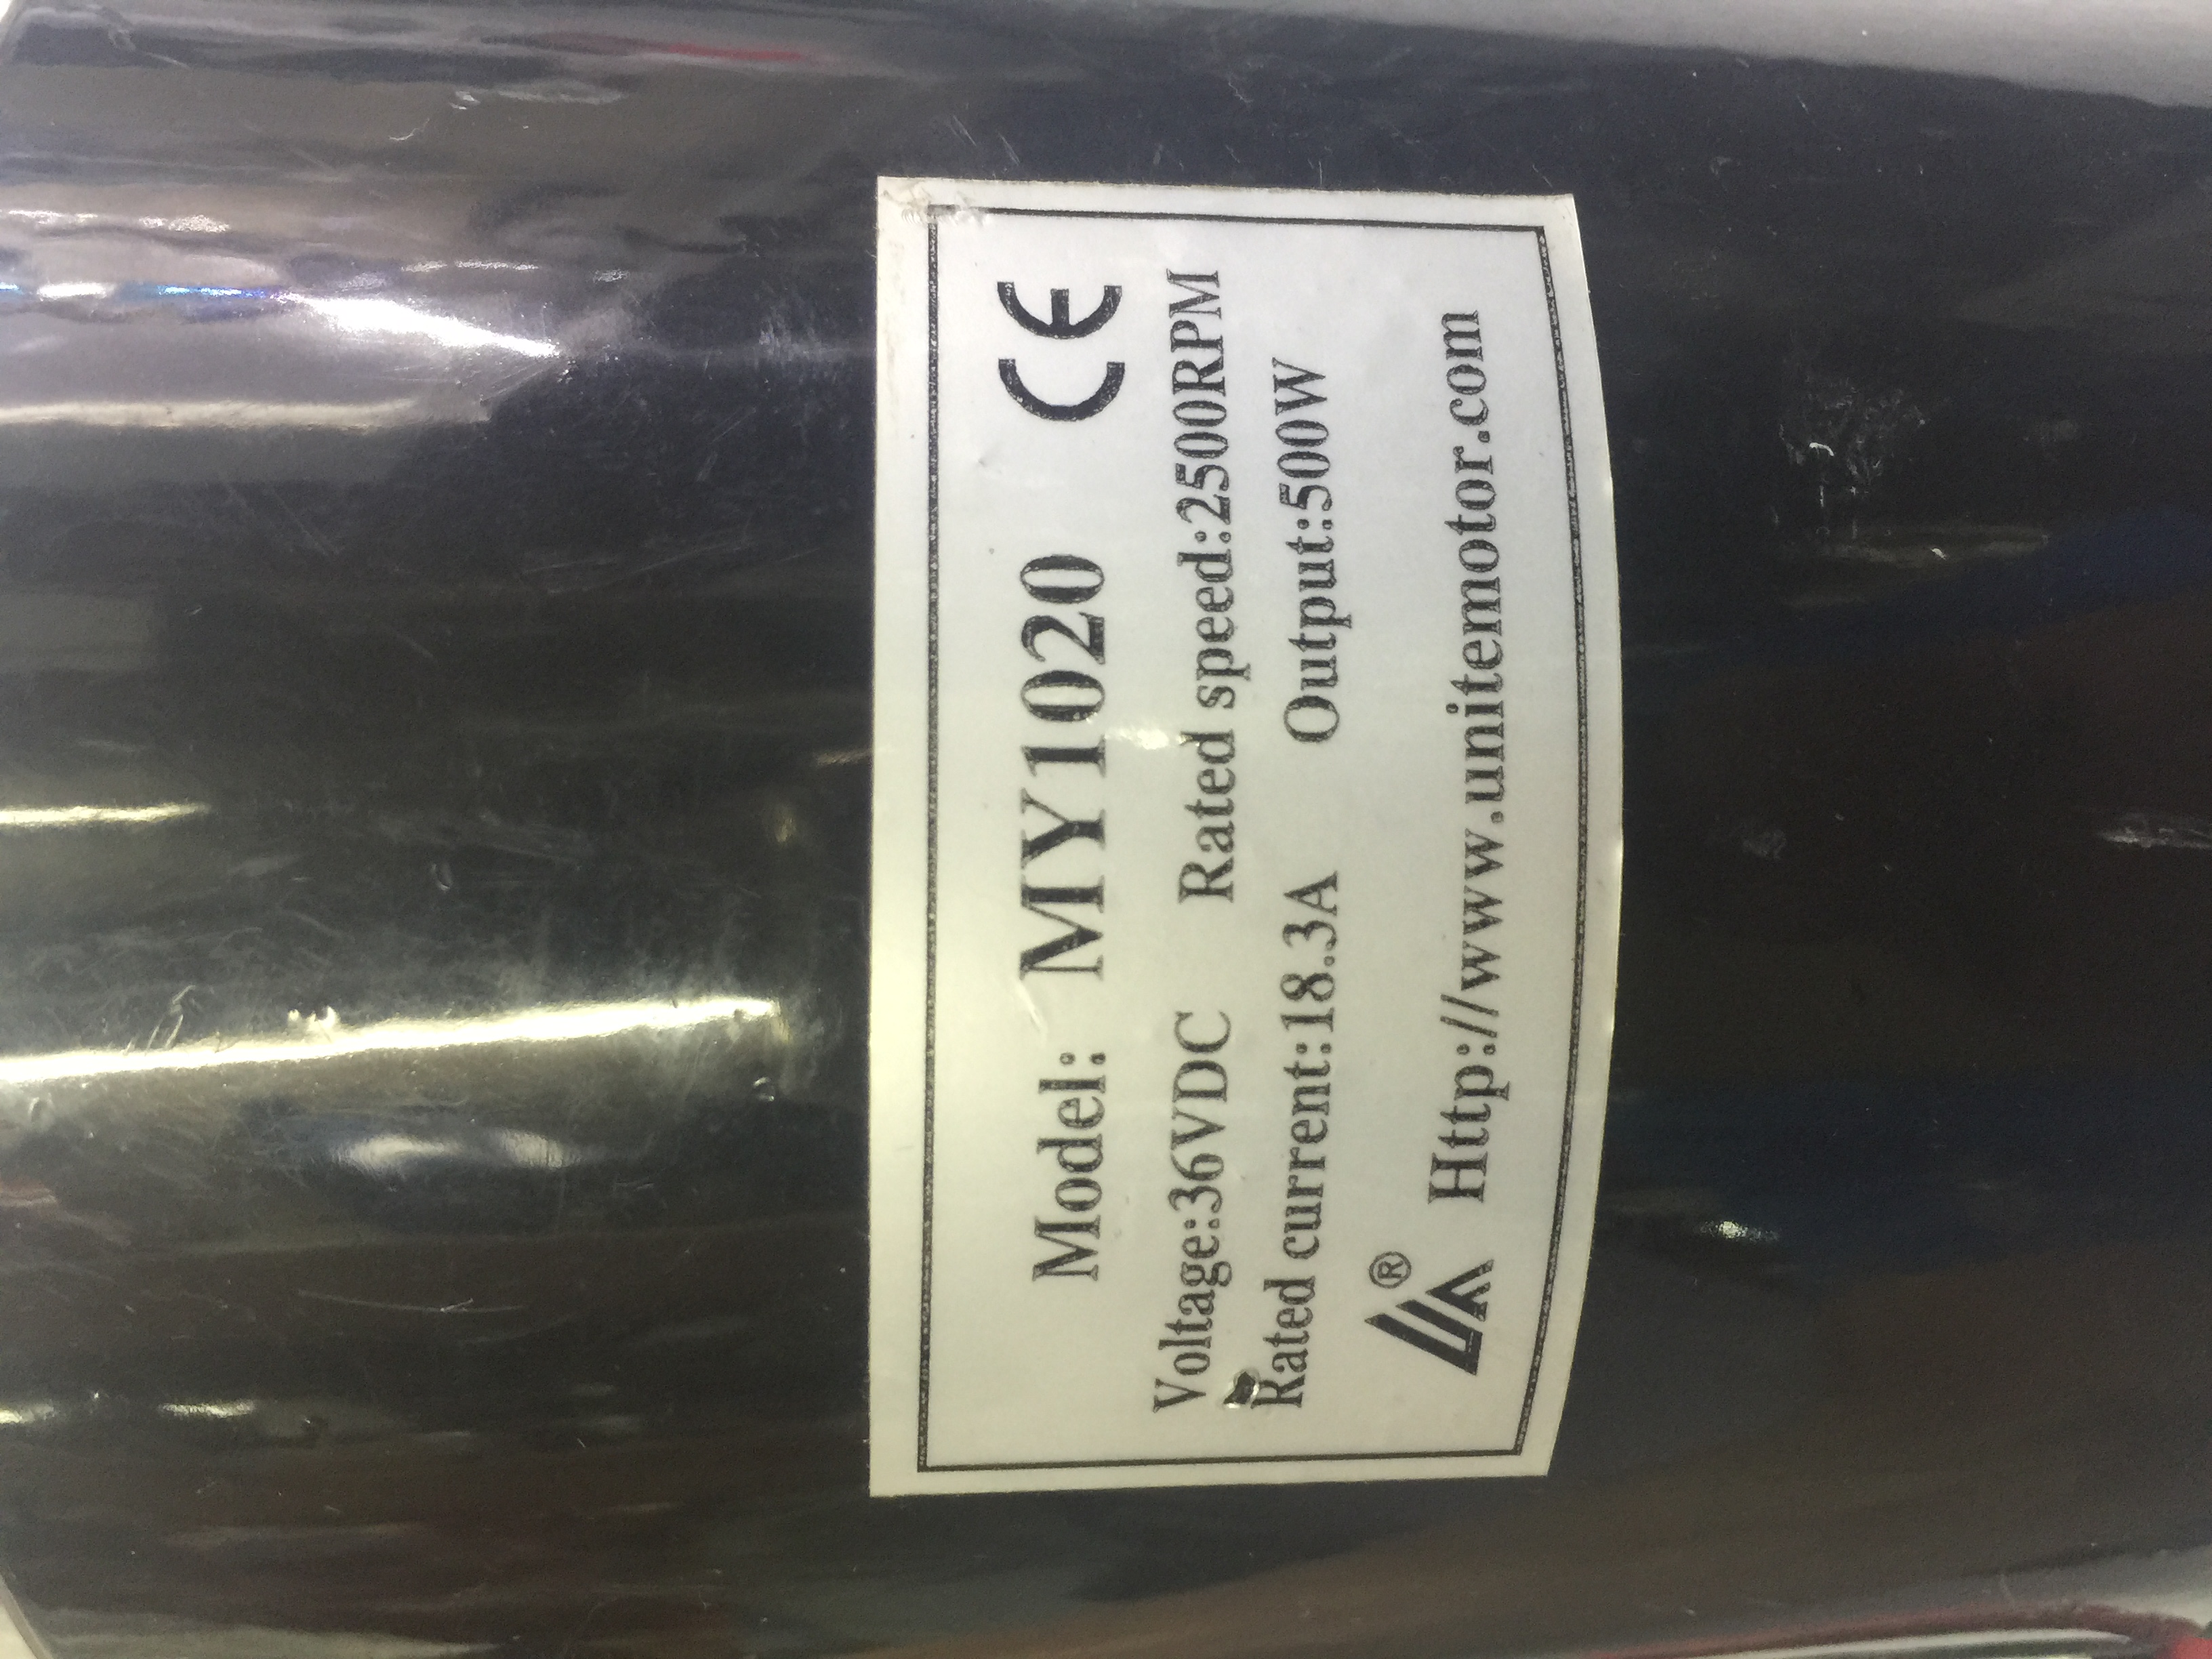 Model: MY1020 CE
Voltage:36VDC Rated speed:2500RPM
Rated current:18.3A Output:500W
® Http://www.unitemotor.com